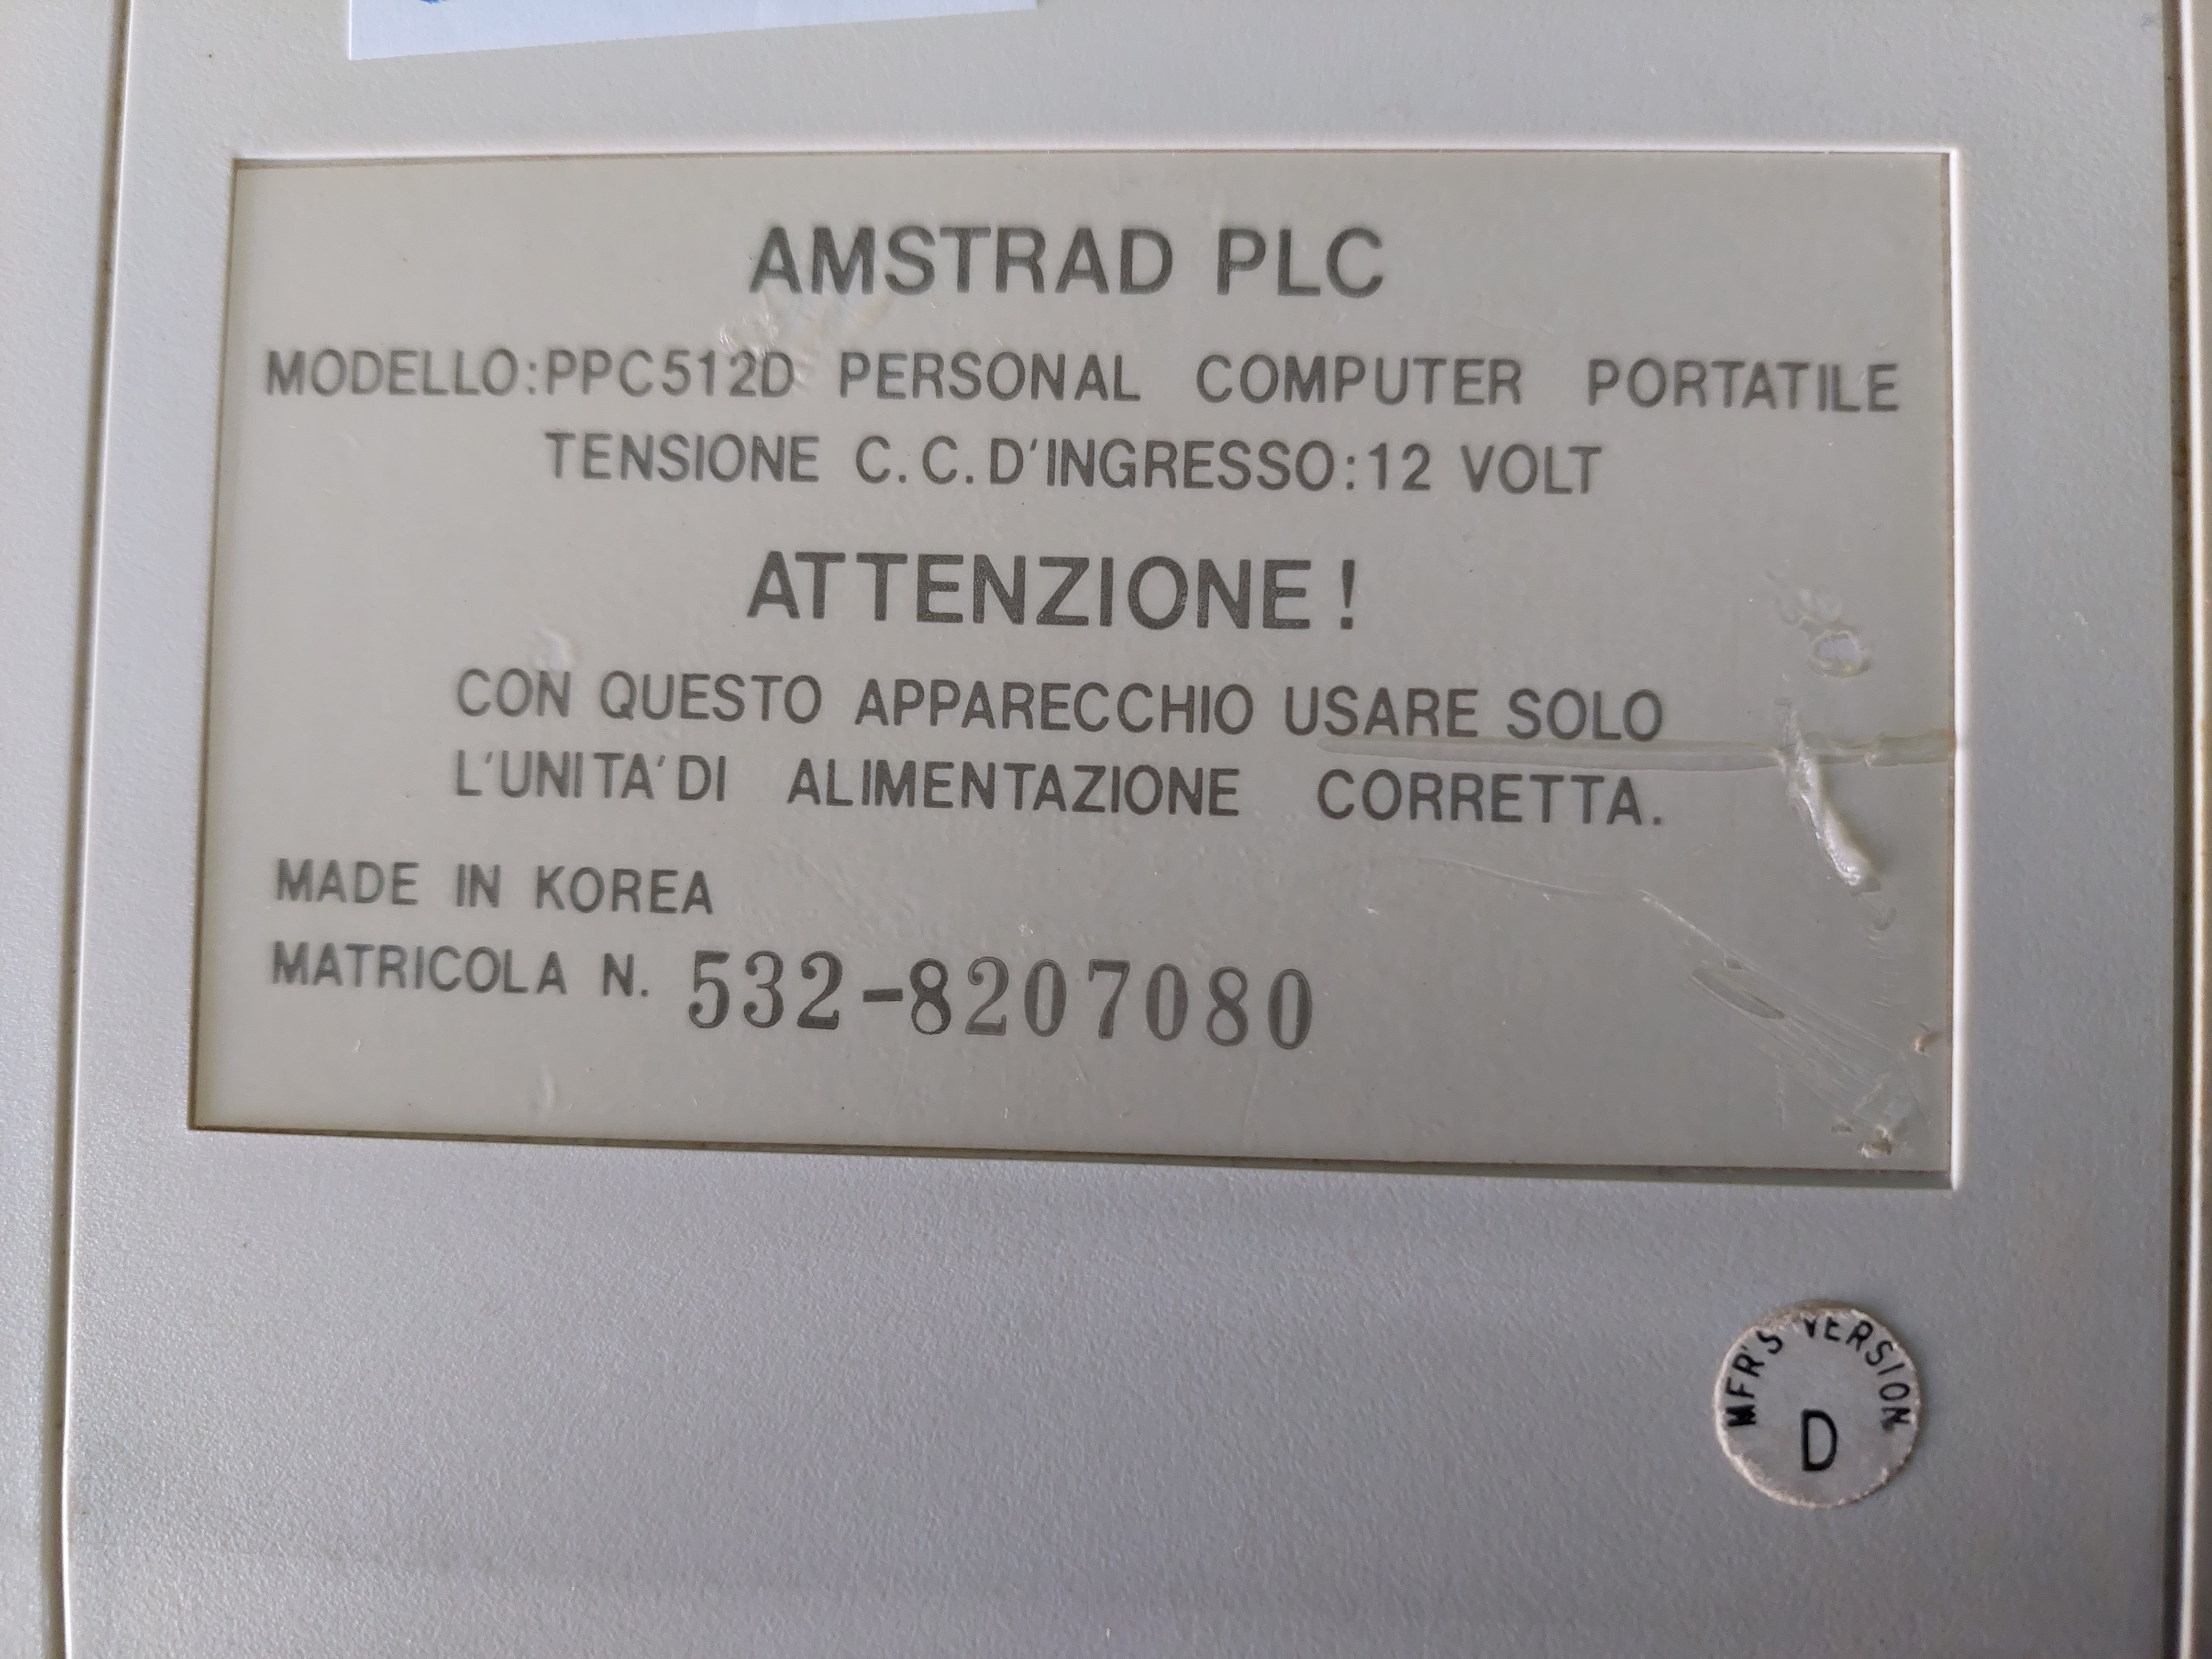 AMSTRAD PLC
MODELLO:PPC512D PERSONAL COMPUTER PORTATILE
TENSIONE C.C.D'INGRESSO:12 VOLT
ATTENZIONE!
CON QUESTO APPARECCHIO USARE SOLO
L'UNITA'DI ALIMENTAZIONE CORRETTA.
MADE IN KOREA
MATRICOLA N. 532-8207080
MFR'S VERSION
D